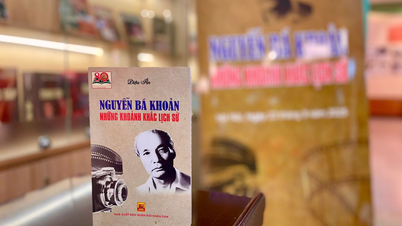 Diệu Ân
NGUYỄN BÁ KHOẢN
NHỮNG KHOẢNH KHẮC LỊCH SỬ
NGUYỄN BÁ KHOẢN
NHỮNG KHOẢNH KHẮC LỊCH SỬ